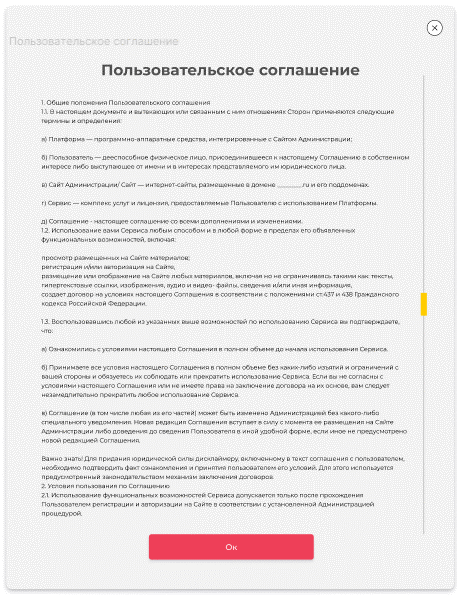 Пользовательское соглашение
Пользовательское соглашение
1. Общие положения Пользовательского соглашения
1.1. В настоящем документе и вытекающих или связанным с ним отношениях Сторон применяются следующие
термины и определения:
а) Платформа — программно-аппаратные средства, интегрированные с Сайтом Администрации;
б) Пользователь — дееспособное физическое лицо, присоединившееся к настоящему Соглашению в собственном
интересе либо выступающее от имени и в интересах представляемого им юридического лица.
в) Сайт Администрации/ Сайт — интернет-сайты, размещенные в домене ________.ru и его поддоменах.
г) Сервис — комплекс услуг и лицензия, предоставляемые Пользователю с использованием Платформы.
д) Соглашение - настоящее соглашение со всеми дополнениями и изменениями.
1.2. Использование вами Сервиса любым способом и в любой форме в пределах его объявленных
функциональных возможностей, включая:
просмотр размещенных на Сайте материалов;
регистрация и/или авторизация на Сайте,
размещение или отображение на Сайте любых материалов, включая но не ограничиваясь такими как: тексты,
гипертекстовые ссылки, изображения, аудио и видео- файлы, сведения и/или иная информация,
создает договор на условиях настоящего Соглашения в соответствии с положениями ст.437 и 438 Гражданского
кодекса Российской Федерации.
1.3. Воспользовавшись любой из указанных выше возможностей по использованию Сервиса вы подтверждаете,
что:
а) Ознакомились с условиями настоящего Соглашения в полном объеме до начала использования Сервиса.
б) Принимаете все условия настоящего Соглашения в полном объеме без каких-либо изъятий и ограничений с
вашей стороны и обязуетесь их соблюдать или прекратить использование Сервиса. Если вы не согласны с
условиями настоящего Соглашения или не имеете права на заключение договора на их основе, вам следует
незамедлительно прекратить любое использование Сервиса.
в) Соглашение (в том числе любая из его частей) может быть изменено Администрацией без какого-либо
специального уведомления. Новая редакция Соглашения вступает в силу с момента ее размещения на Сайте
Администрации либо доведения до сведения Пользователя в иной удобной форме, если иное не предусмотрено
новой редакцией Соглашения.
Важно знать! Для придания юридической силы дисклеймеру, включенному в текст соглашения с пользователем,
необходимо подтвердить факт ознакомления и принятия пользователем его условий. Для этого используется
предусмотренный законодательством механизм заключения договоров.
2. Условия пользования по Соглашению
2.1. Использование функциональных возможностей Сервиса допускается только после прохождения
Пользователем регистрации и авторизации на Сайте в соответствии с установленной Администрацией
процедурой.
Ок